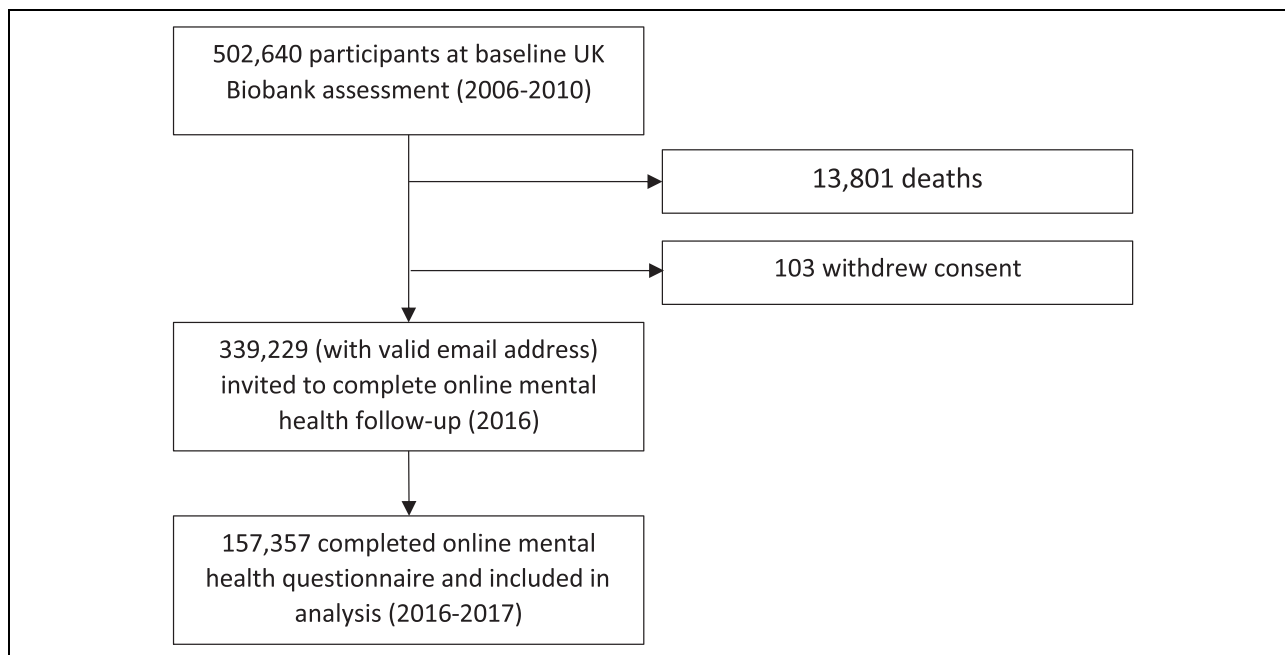 502,640 participants at baseline UK
Biobank assessment (2006-2010)
13,801 deaths
103 withdrew consent
339,229 (with valid email address)
invited to complete online mental
health follow-up (2016)
157,357 completed online mental
health questionnaire and included in
analysis (2016-2017)